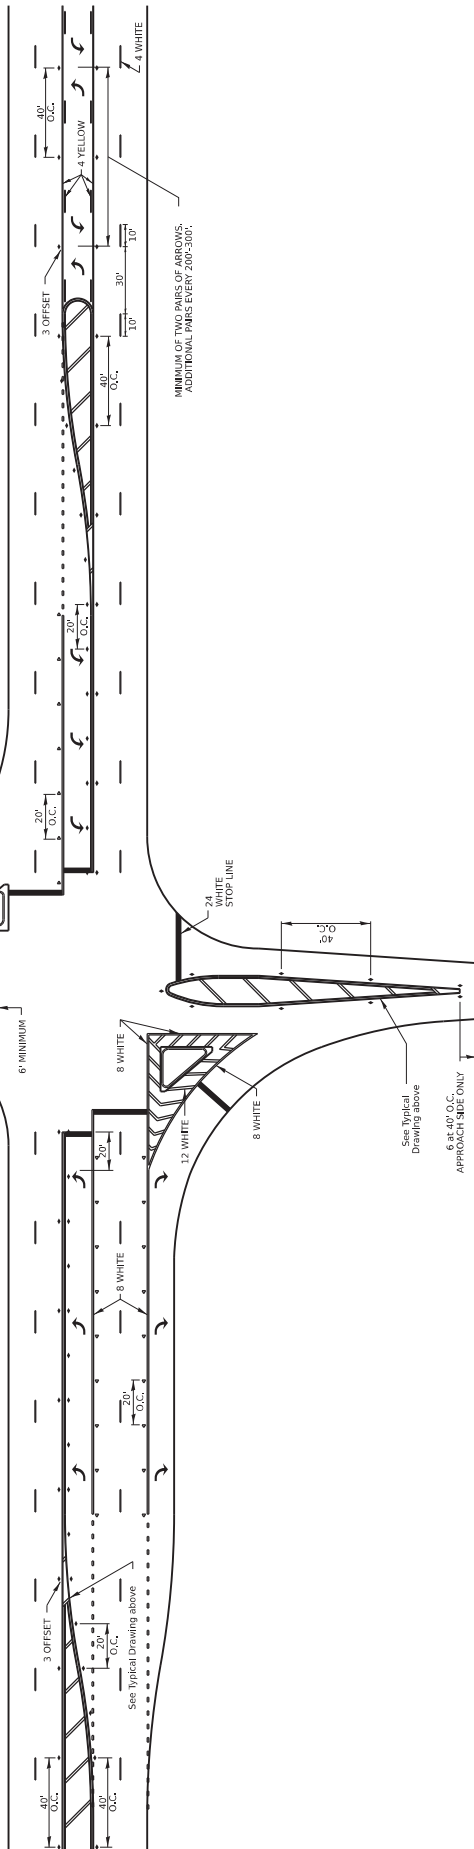 4 WHITE
40'
O.C.
4 YELLOW
10'
30'
10'
3 OFFSET
MINIMUM OF TWO PAIRS OF ARROWS.
ADDITIONAL PAIRS EVERY 200'-300'.
40'
O.C.
20'
O.C.
20'
O.C.
24
WHITE
STOP LINE
40'
O.C.
6' MINIMUM
8 WHITE
12 WHITE
8 WHITE
See Typical
Drawing above
6 at 40' O.C.
APPROACH SIDE ONLY
20'
8 WHITE
20'
O.C.
3 OFFSET
See Typical Drawing above
20'
O.C.
40'
O.C.
40'
O.C.